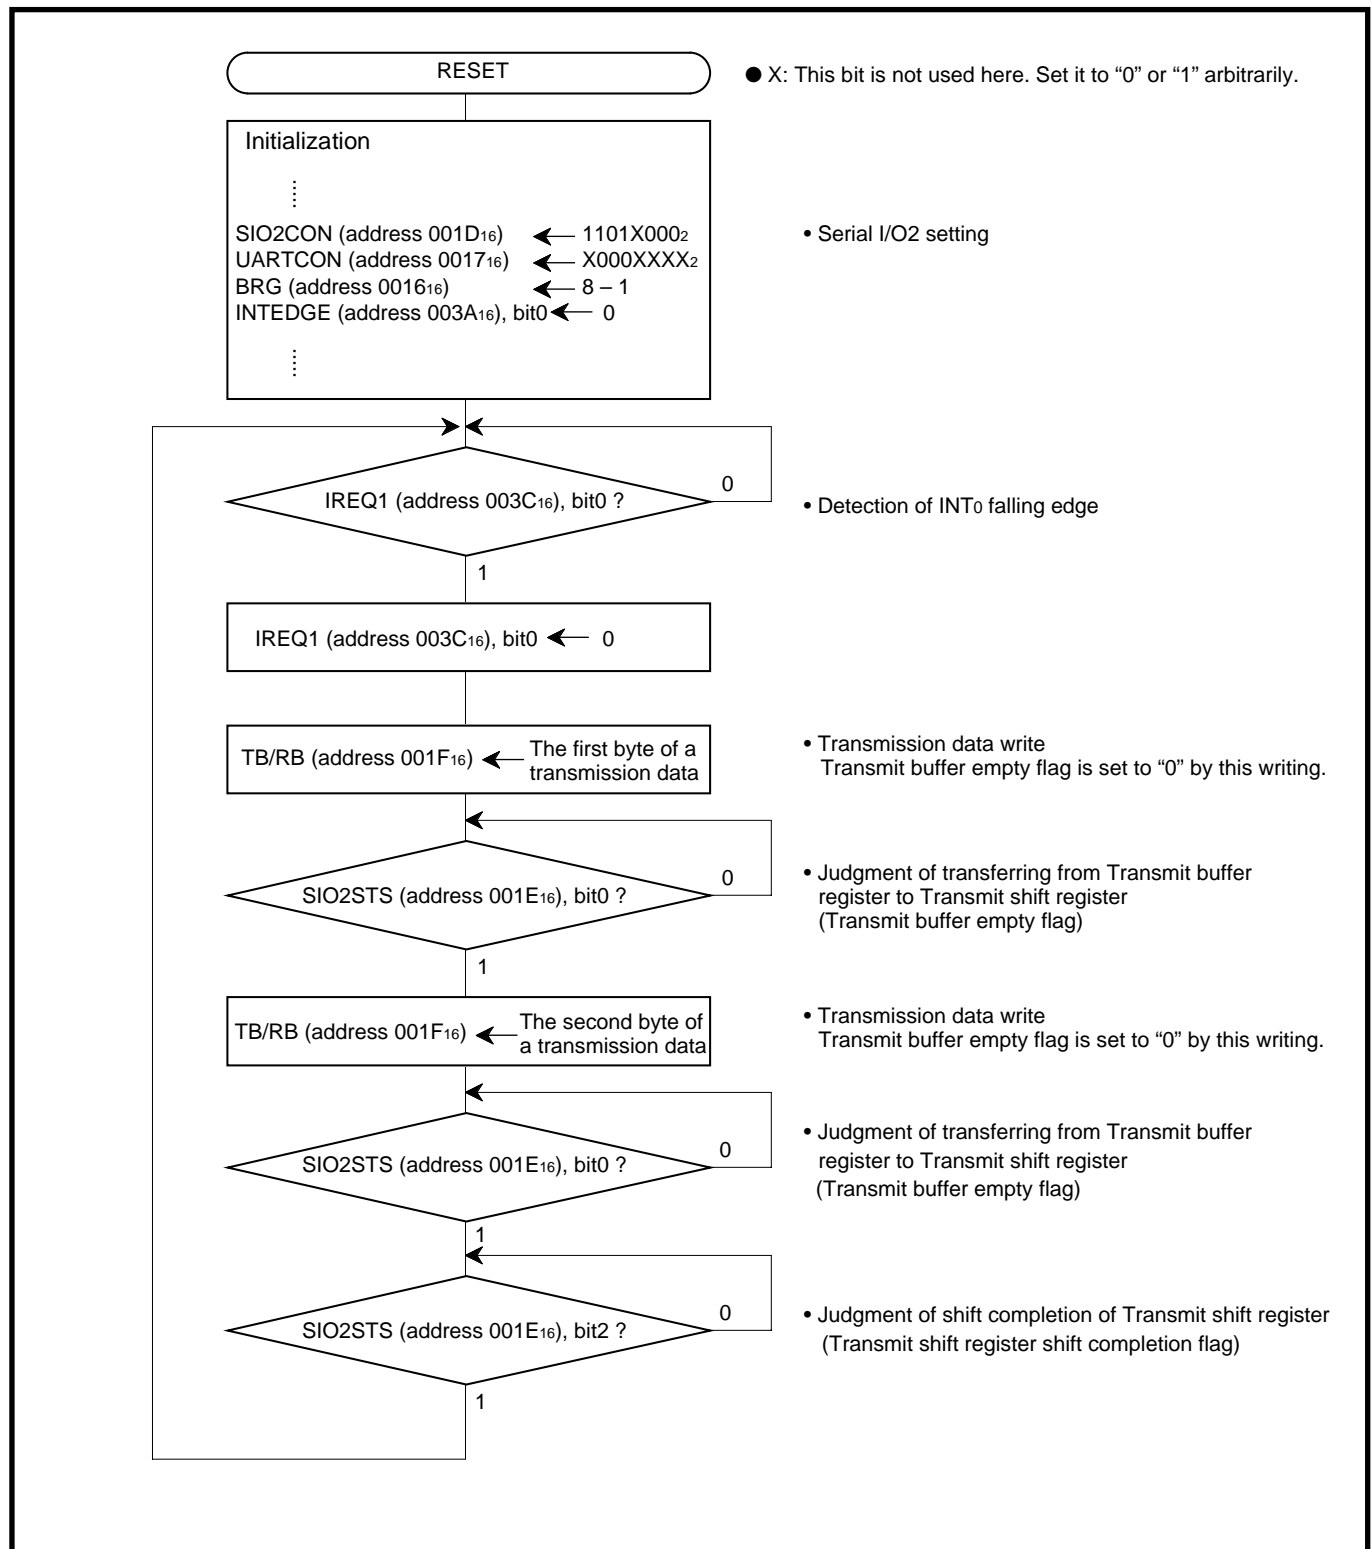 RESET
● X: This bit is not used here. Set it to “0” or “1” arbitrarily.
Initialization
SIO2CON (address 001D16) ← 1101X0002
• Serial I/O2 setting
UARTCON (address 001716) ← X000XXXX2
BRG (address 001616) ← 8 – 1
INTEDGE (address 003A16), bit0 ← 0
IREQ1 (address 003C16), bit0 ?
0
• Detection of INT0 falling edge
1
IREQ1 (address 003C16), bit0 ← 0
TB/RB (address 001F16) ← The first byte of a
transmission data
• Transmission data write
Transmit buffer empty flag is set to “0” by this writing.
SIO2STS (address 001E16), bit0 ?
0
• Judgment of transferring from Transmit buffer
register to Transmit shift register
(Transmit buffer empty flag)
1
TB/RB (address 001F16) ← The second byte of
a transmission data
• Transmission data write
Transmit buffer empty flag is set to “0” by this writing.
SIO2STS (address 001E16), bit0 ?
0
• Judgment of transferring from Transmit buffer
register to Transmit shift register
(Transmit buffer empty flag)
1
SIO2STS (address 001E16), bit2 ?
0
• Judgment of shift completion of Transmit shift register
(Transmit shift register shift completion flag)
1